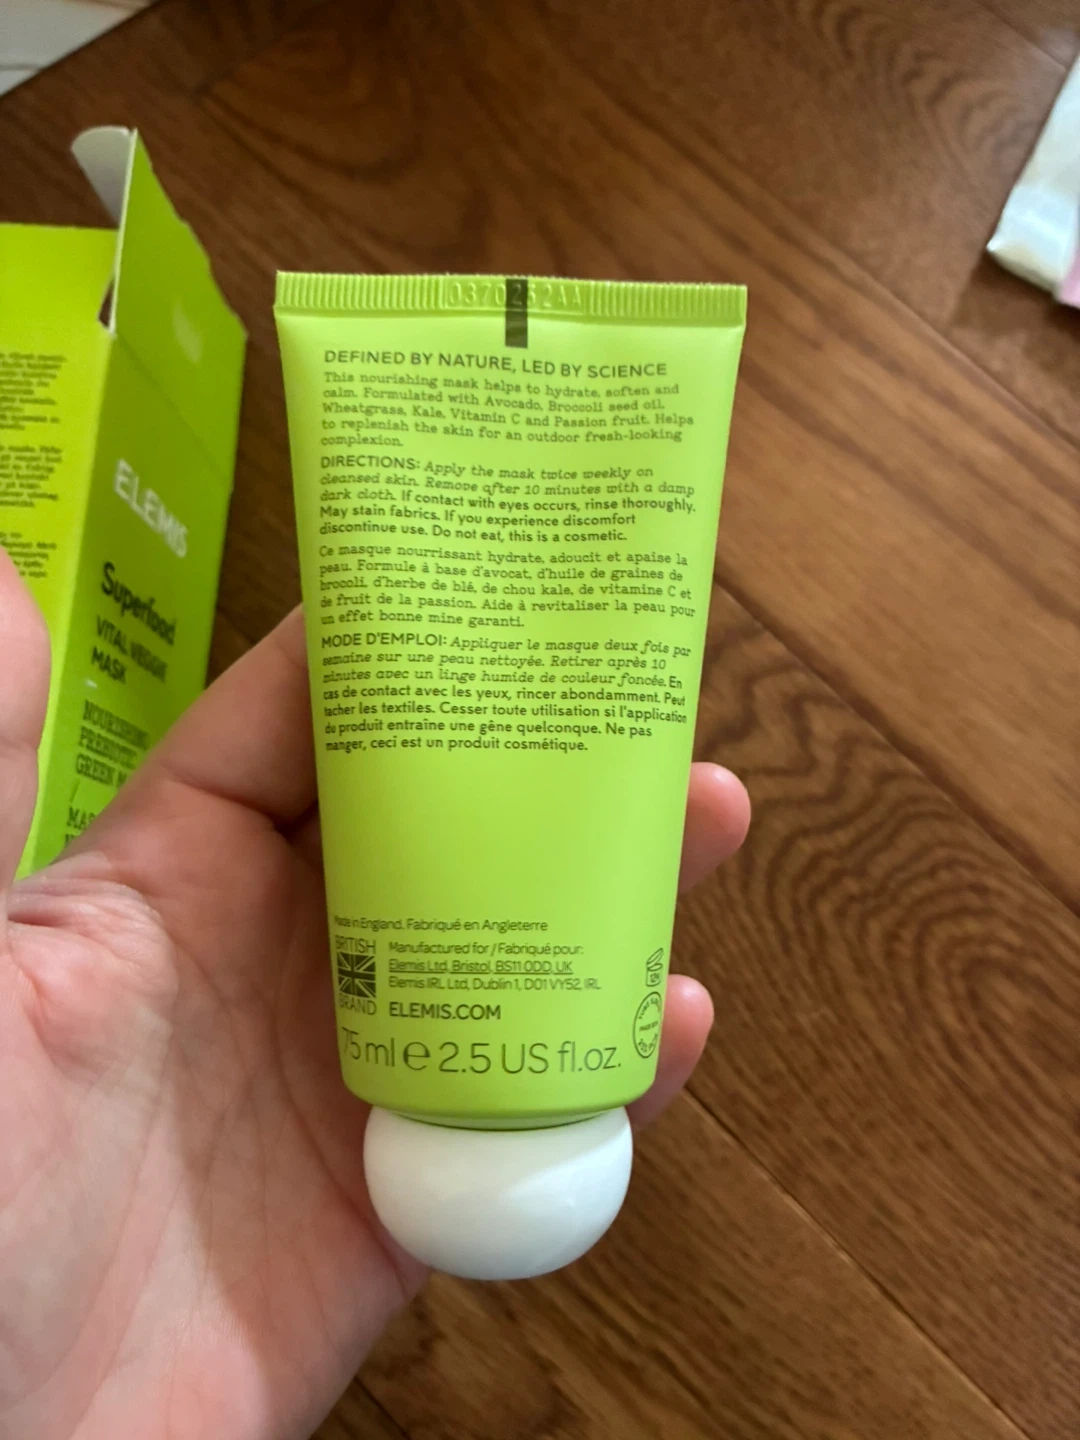 0370252AA
DEFINED BY NATURE, LED BY SCIENCE
This nourishing mask helps to hydrate, soften and
calm. Formulated with Avocado, Broccoli seed oil,
Wheatgrass, Kale, Vitamin C and Passion fruit. Helps
to replenish the skin for an outdoor fresh-looking
complexion.
DIRECTIONS: Apply the mask twice weekly on
cleansed skin. Remove after 10 minutes with a damp
dark cloth. If contact with eyes occurs, rinse thoroughly.
May stain fabrics. If you experience discomfort
discontinue use. Do not eat, this is a cosmetic.
Ce masque nourrissant hydrate, adoucit et apaise la
peau. Formule à base d'avocat, d'huile de graines de
brocoli, d'herbe de blé, de chou kale, de vitamine C et
de fruit de la passion. Aide à revitaliser la peau pour
un effet bonne mine garanti.
MODE D'EMPLOI: Appliquer le masque deux fois par
semaine sur une peau nettoyée. Retirer après 10
minutes avec un linge humide de couleur foncée. En
cas de contact avec les yeux, rincer abondamment. Peut
tacher les textiles. Cesser toute utilisation si l'application
du produit entraîne une gêne quelconque. Ne pas
manger, ceci est un produit cosmétique.
Made in England. Fabriqué en Angleterre
BRITISH
BRAND
Manufactured for / Fabriqué pour:
Elemis Ltd, Bristol, BS11 0DD, UK
Elemis IRL Ltd, Dublin 1, D01 VY52, IRL
ELEMIS.COM
12M
75 ml e 2.5 US fl.oz.
ELEMIS
Superfood
VITAL VEGGIE
MASK
NOURISHING
PREBIOTIC
GREEN